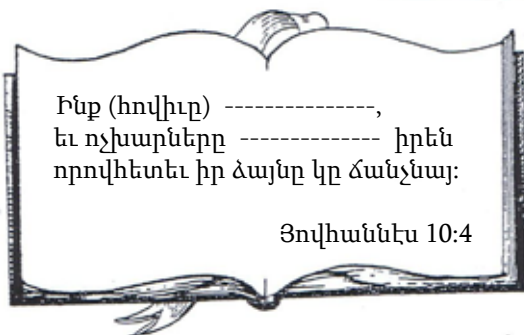 Ինք (հովիւը) ---------------,
եւ ոչխարները -------------- իրեն
որովհետեւ իր ձայնը կը ճանչնայ:
Յովհաննէս 10:4